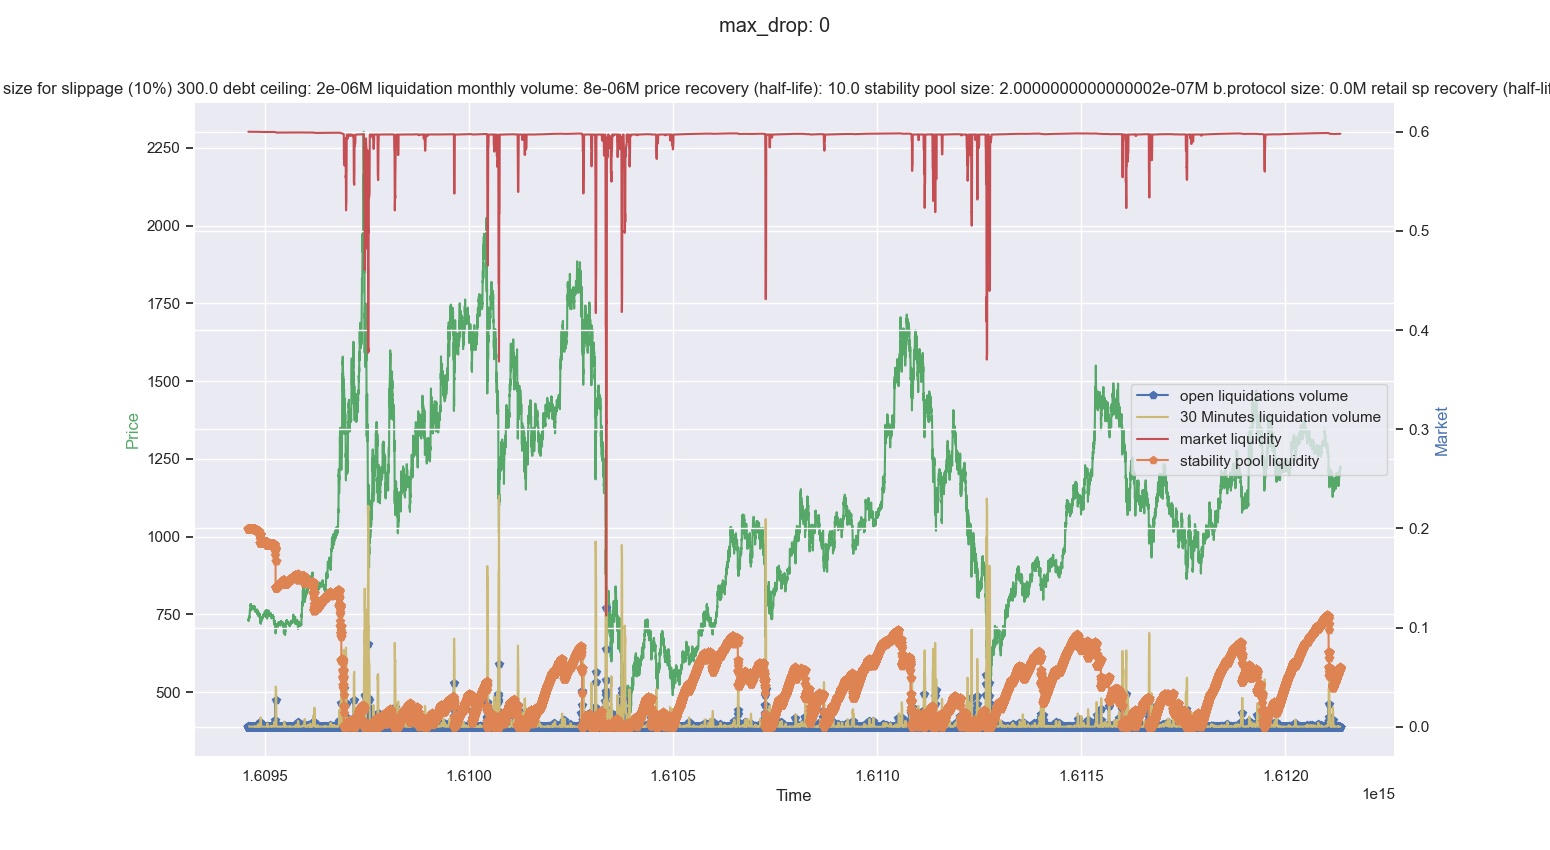 max_drop: 0
size for slippage (10%) 300.0 debt ceiling: 2e-06M liquidation monthly volume: 8e-06M price recovery (half-life): 10.0 stability pool size: 2.0000000000000002e-07M b.protocol size: 0.0M retail sp recovery (half-lif
2250
2000
1750
1500
1250
1000
750
500
Price
0.6
0.5
0.4
0.3
0.2
0.1
0.0
Market
open liquidations volume
30 Minutes liquidation volume
market liquidity
stability pool liquidity
1.6095 1.6100 1.6105 1.6110 1.6115 1.6120
Time
1e15